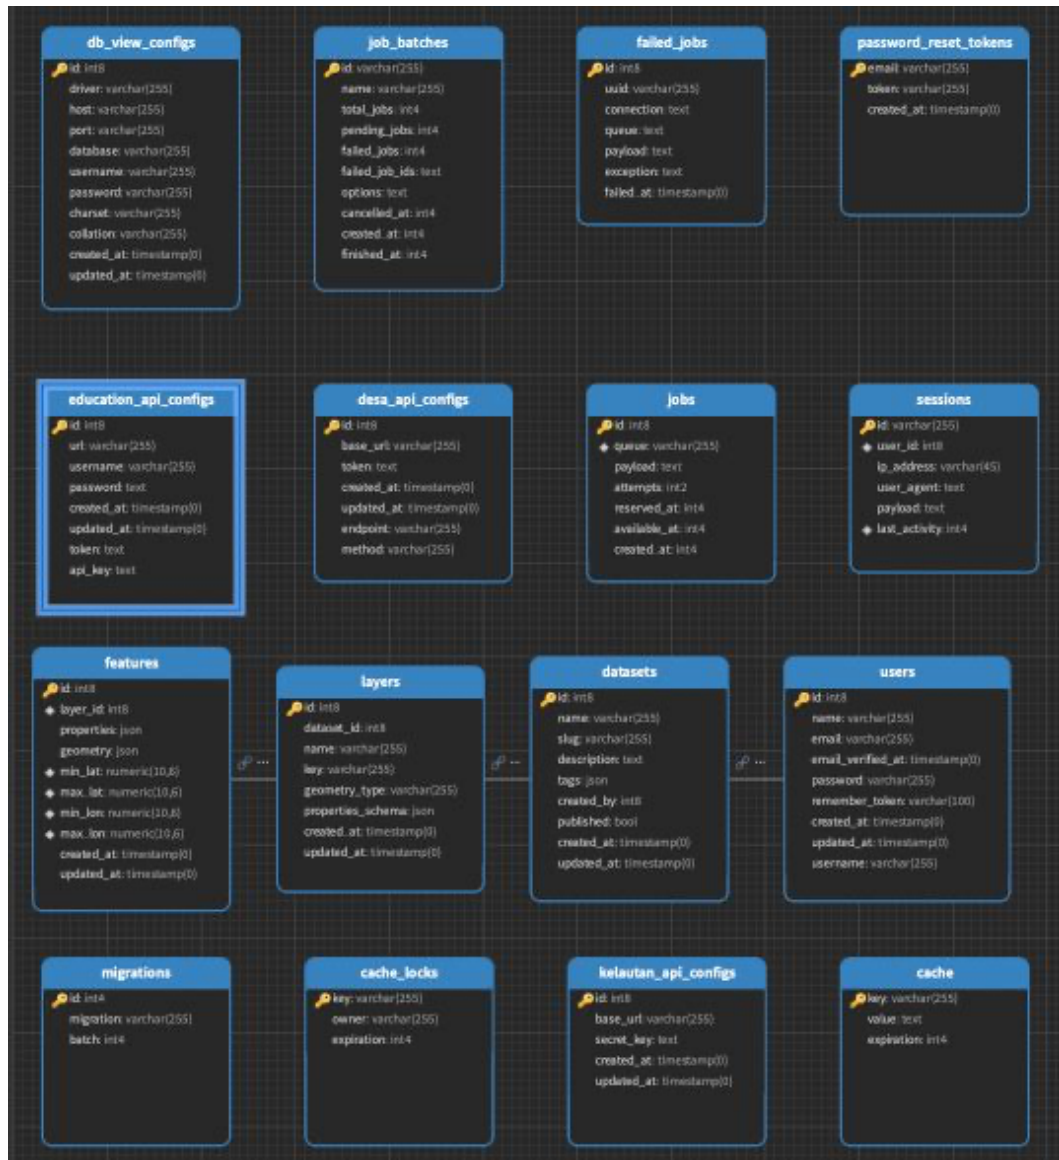 db_view_configs
id: int8
driver: varchar(255)
host: varchar(255)
port: varchar(255)
database: varchar(255)
username: varchar(255)
password: varchar(255)
charset: varchar(255)
collation: varchar(255)
created_at: timestamp(0)
updated_at: timestamp(0)
job_batches
id: varchar(255)
name: varchar(255)
total_jobs: int4
pending_jobs: int4
failed_jobs: int4
failed_job_ids: text
options: text
cancelled_at: int4
created_at: int4
finished_at: int4
failed_jobs
id: int8
uuid: varchar(255)
connection: text
queue: text
payload: text
exception: text
failed_at: timestamp(0)
password_reset_tokens
email: varchar(255)
token: varchar(255)
created_at: timestamp(0)
education_api_configs
id: int8
url: varchar(255)
username: varchar(255)
password: text
created_at: timestamp(0)
updated_at: timestamp(0)
token: text
api_key: text
desa_api_configs
id: int8
base_url: varchar(255)
token: text
created_at: timestamp(0)
updated_at: timestamp(0)
endpoint: varchar(255)
method: varchar(255)
jobs
id: int8
queue: varchar(255)
payload: text
attempts: int2
reserved_at: int4
available_at: int4
created_at: int4
sessions
id: varchar(255)
user_id: int8
ip_address: varchar(45)
user_agent: text
payload: text
last_activity: int4
features
id: int8
layer_id: int8
properties: json
geometry: json
min_lat: numeric(10,6)
max_lat: numeric(10,6)
min_lon: numeric(10,6)
max_lon: numeric(10,6)
created_at: timestamp(0)
updated_at: timestamp(0)
...
layers
id: int8
dataset_id: int8
name: varchar(255)
key: varchar(255)
geometry_type: varchar(255)
properties_schema: json
created_at: timestamp(0)
updated_at: timestamp(0)
...
datasets
id: int8
name: varchar(255)
slug: varchar(255)
description: text
tags: json
created_by: int8
published: bool
created_at: timestamp(0)
updated_at: timestamp(0)
...
users
id: int8
name: varchar(255)
email: varchar(255)
email_verified_at: timestamp(0)
password: varchar(255)
remember_token: varchar(100)
created_at: timestamp(0)
updated_at: timestamp(0)
username: varchar(255)
migrations
id: int4
migration: varchar(255)
batch: int4
cache_locks
key: varchar(255)
owner: varchar(255)
expiration: int4
kelautan_api_configs
id: int8
base_url: varchar(255)
secret_key: text
created_at: timestamp(0)
updated_at: timestamp(0)
cache
key: varchar(255)
value: text
expiration: int4